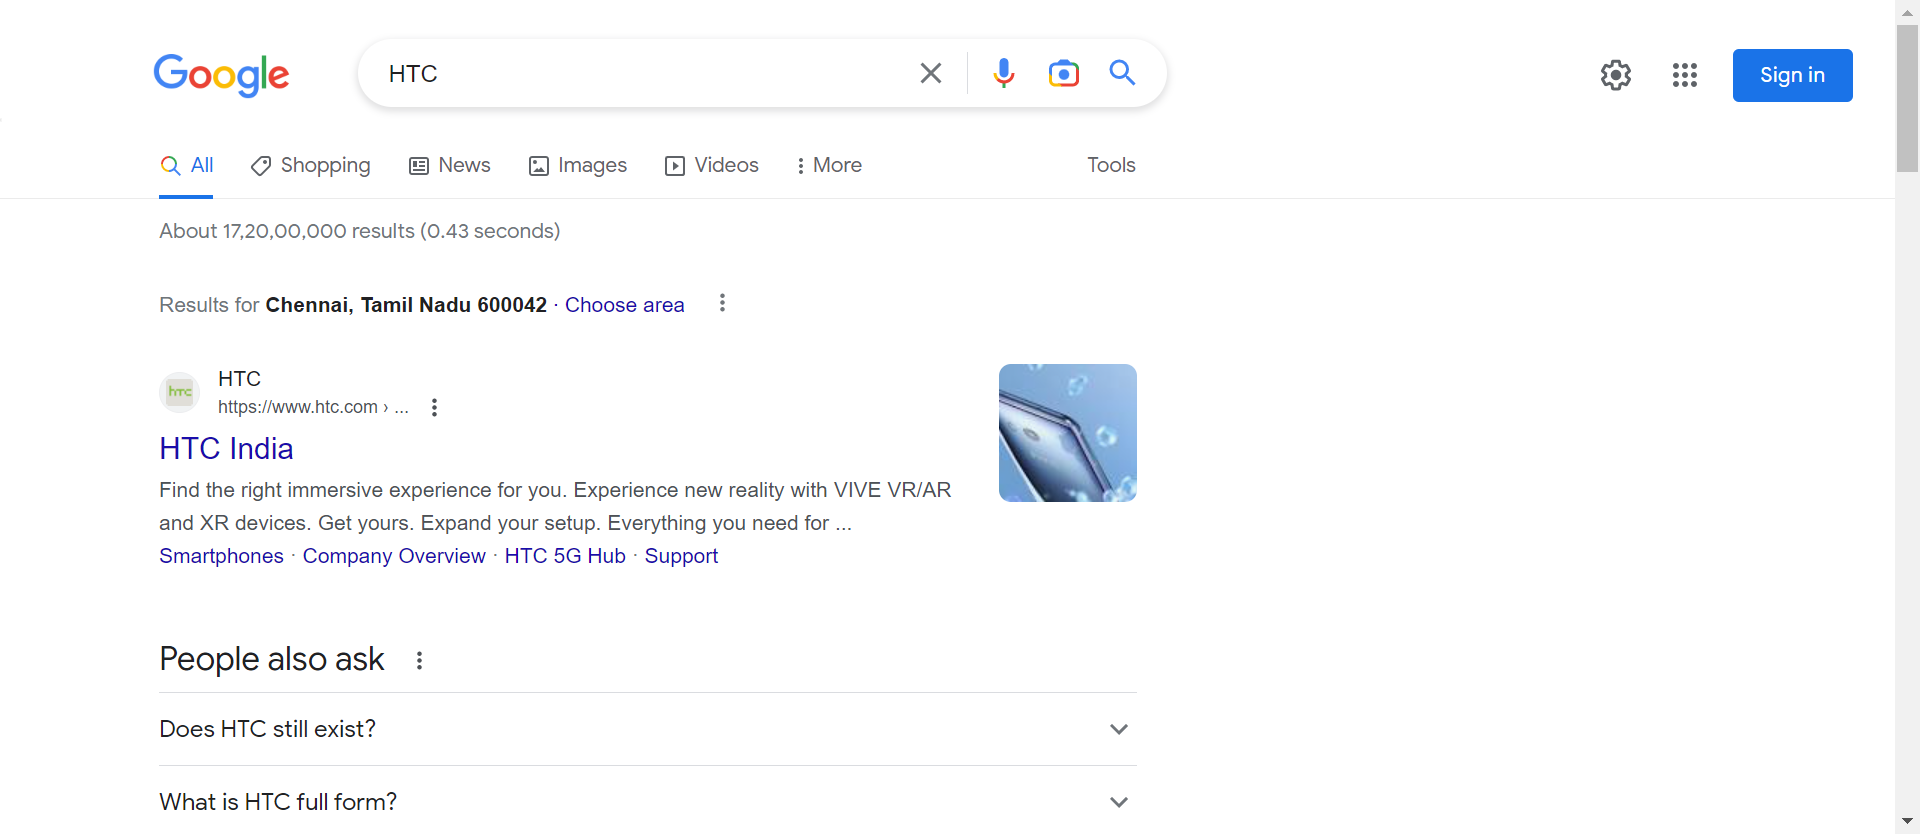 Google
HTC
Sign in
All
Shopping
News
Images
Videos
More
Tools
About 17,20,00,000 results (0.43 seconds)
Results for Chennai, Tamil Nadu 600042 · Choose area
htc
HTC
https://www.htc.com › ...
HTC India
Find the right immersive experience for you. Experience new reality with VIVE VR/AR
and XR devices. Get yours. Expand your setup. Everything you need for ...
Smartphones · Company Overview · HTC 5G Hub · Support
People also ask
Does HTC still exist?
What is HTC full form?